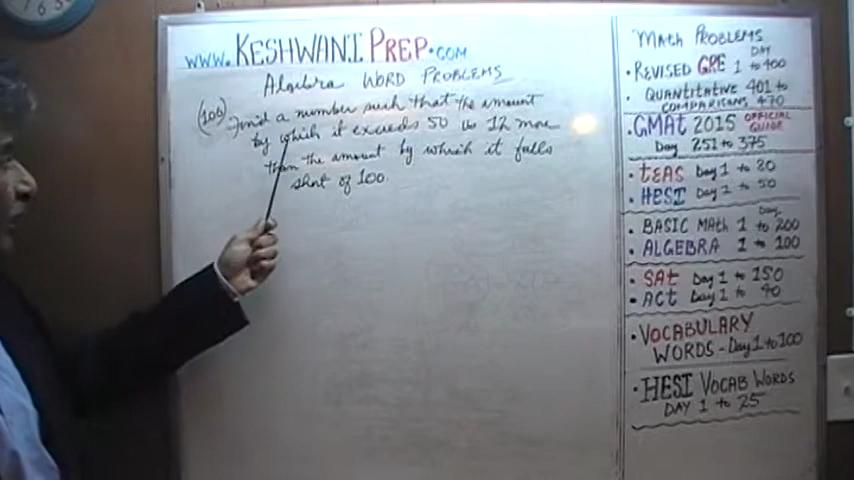 www.KESHWANI PREP.COM
Algebra WORD PROBLEMS
(106) Find a number such that the amount
by which it exceeds 50 is 12 more
than the amount by which it falls
short of 100.
Math PROBLEMS
DAY
• REVISED GRE 1 to 400
• QUANTITATIVE 401 to
COMPARISONS 470
• GMAT 2015 OFFICIAL GUIDE
Day 251 to 375
• TEAS Day 1 to 20
• HESI Day 1 to 50
Day
• BASIC MAth 1 to 200
• ALGEBRA 1 to 100
• SAt Day 1 to 150
• ACT Day 1 to 40
• VOCABULARY
WORDS - Day 1 to 100
• HESI VOCAB WORDS
DAY 1 to 25